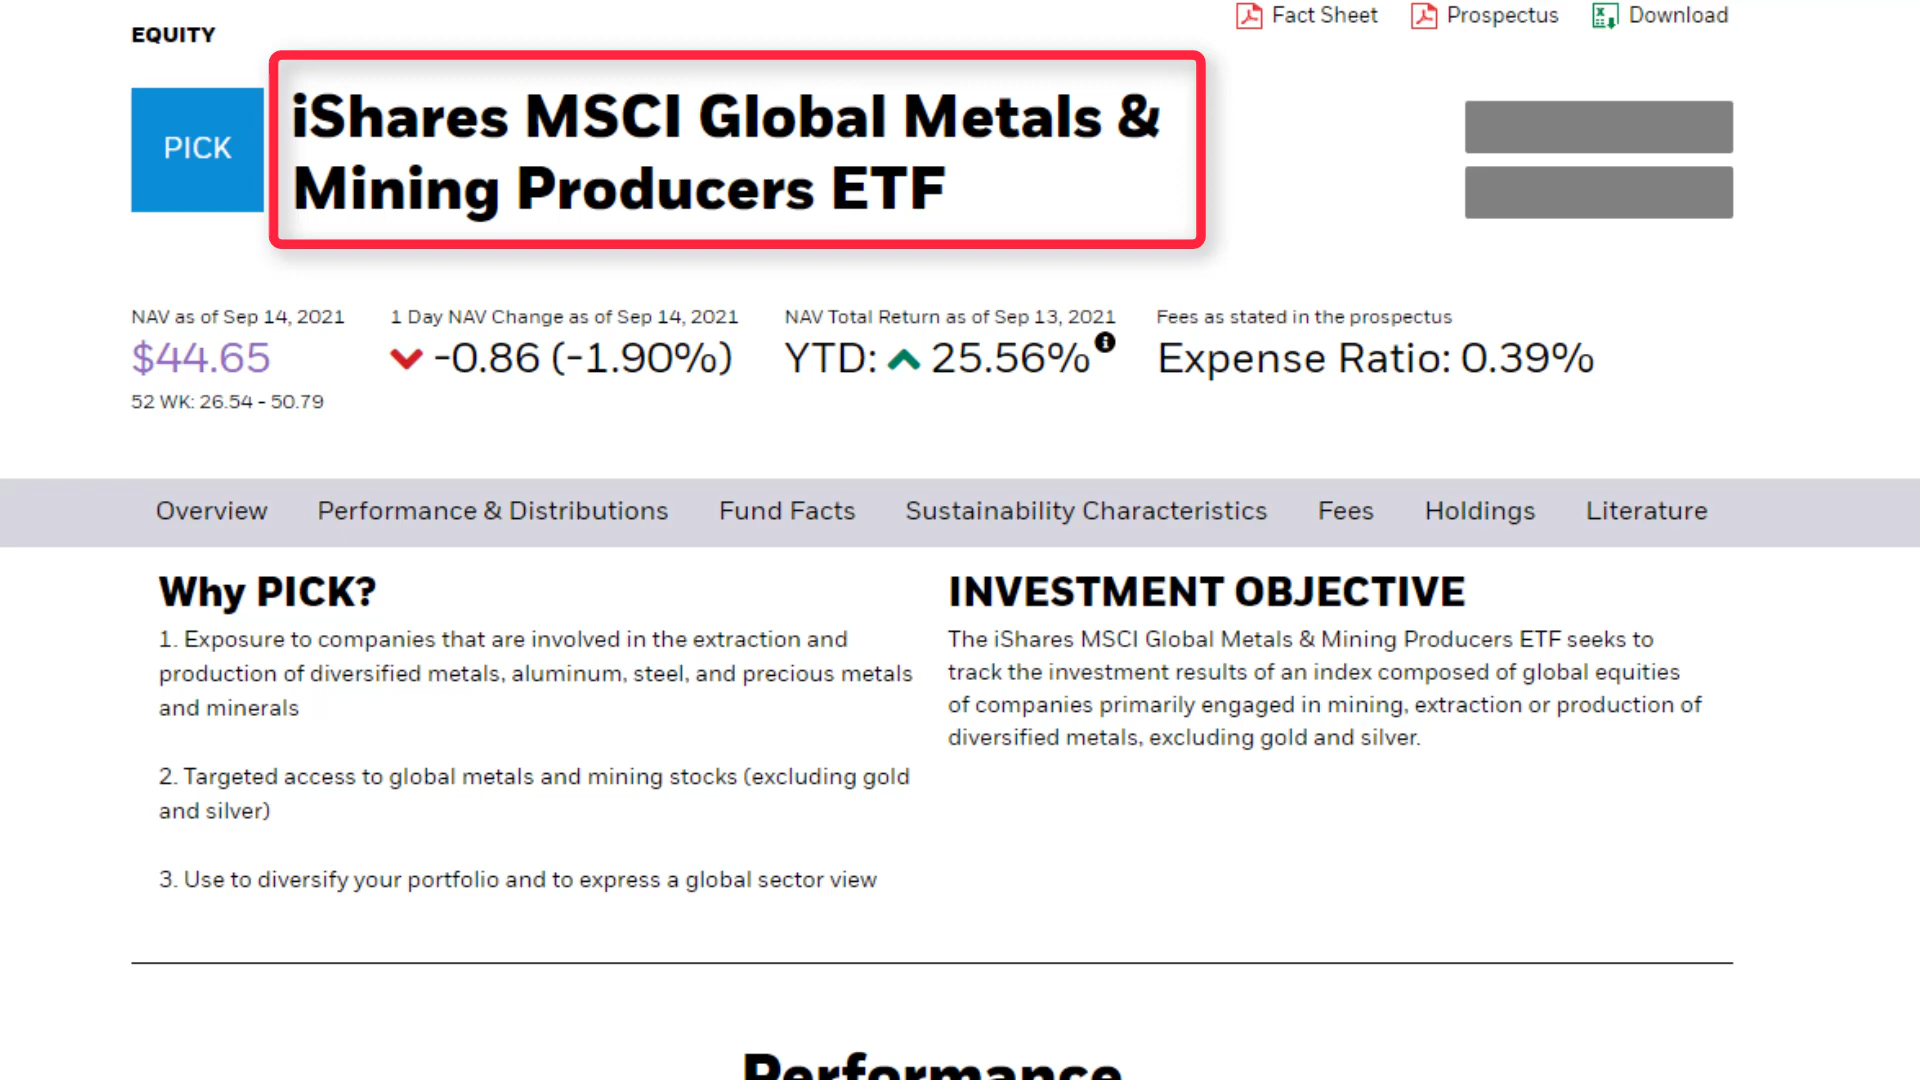 Fact Sheet Prospectus Download
EQUITY
PICK
iShares MSCI Global Metals &
Mining Producers ETF
NAV as of Sep 14, 2021
$44.65
52 WK: 26.54 - 50.79
1 Day NAV Change as of Sep 14, 2021
-0.86 (-1.90%)
NAV Total Return as of Sep 13, 2021
YTD: 25.56%
Fees as stated in the prospectus
Expense Ratio: 0.39%
Overview Performance & Distributions Fund Facts Sustainability Characteristics Fees Holdings Literature
Why PICK?
1. Exposure to companies that are involved in the extraction and
production of diversified metals, aluminum, steel, and precious metals
and minerals
2. Targeted access to global metals and mining stocks (excluding gold
and silver)
3. Use to diversify your portfolio and to express a global sector view
INVESTMENT OBJECTIVE
The iShares MSCI Global Metals & Mining Producers ETF seeks to
track the investment results of an index composed of global equities
of companies primarily engaged in mining, extraction or production of
diversified metals, excluding gold and silver.
Performance